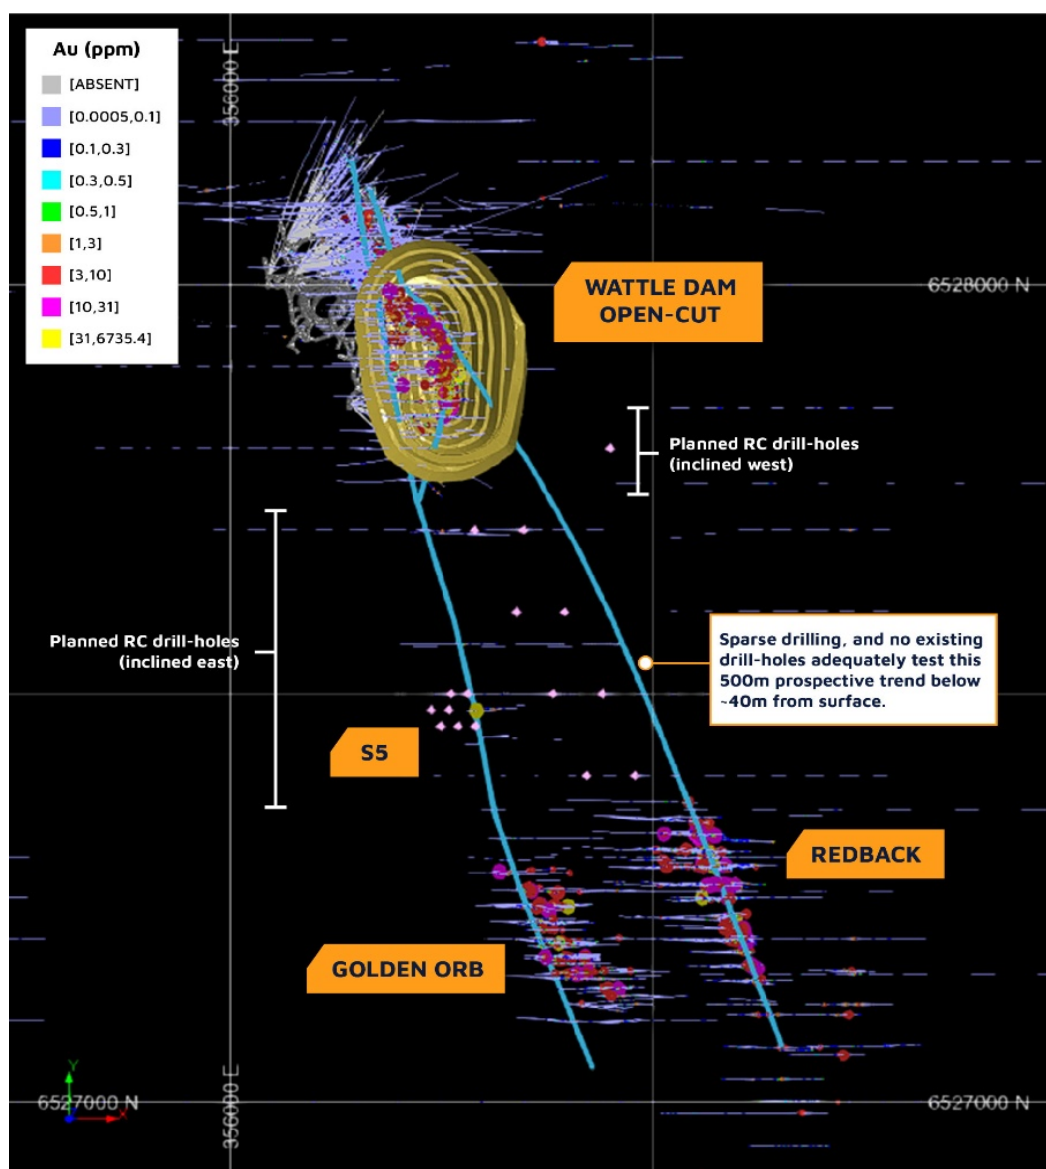 Au (ppm)
[ABSENT]
[0.0005,0.1]
[0.1,0.3]
[0.3,0.5]
[0.5,1]
[1,3]
[3,10]
[10,31]
[31,6735.4]
356000 E
WATTLE DAM
OPEN-CUT
6528000 N
Planned RC drill-holes
(inclined west)
Planned RC drill-holes
(inclined east)
Sparse drilling, and no existing
drill-holes adequately test this
500m prospective trend below
~40m from surface.
S5
REDBACK
GOLDEN ORB
Y
X
6527000 N
356000 E
6527000 N